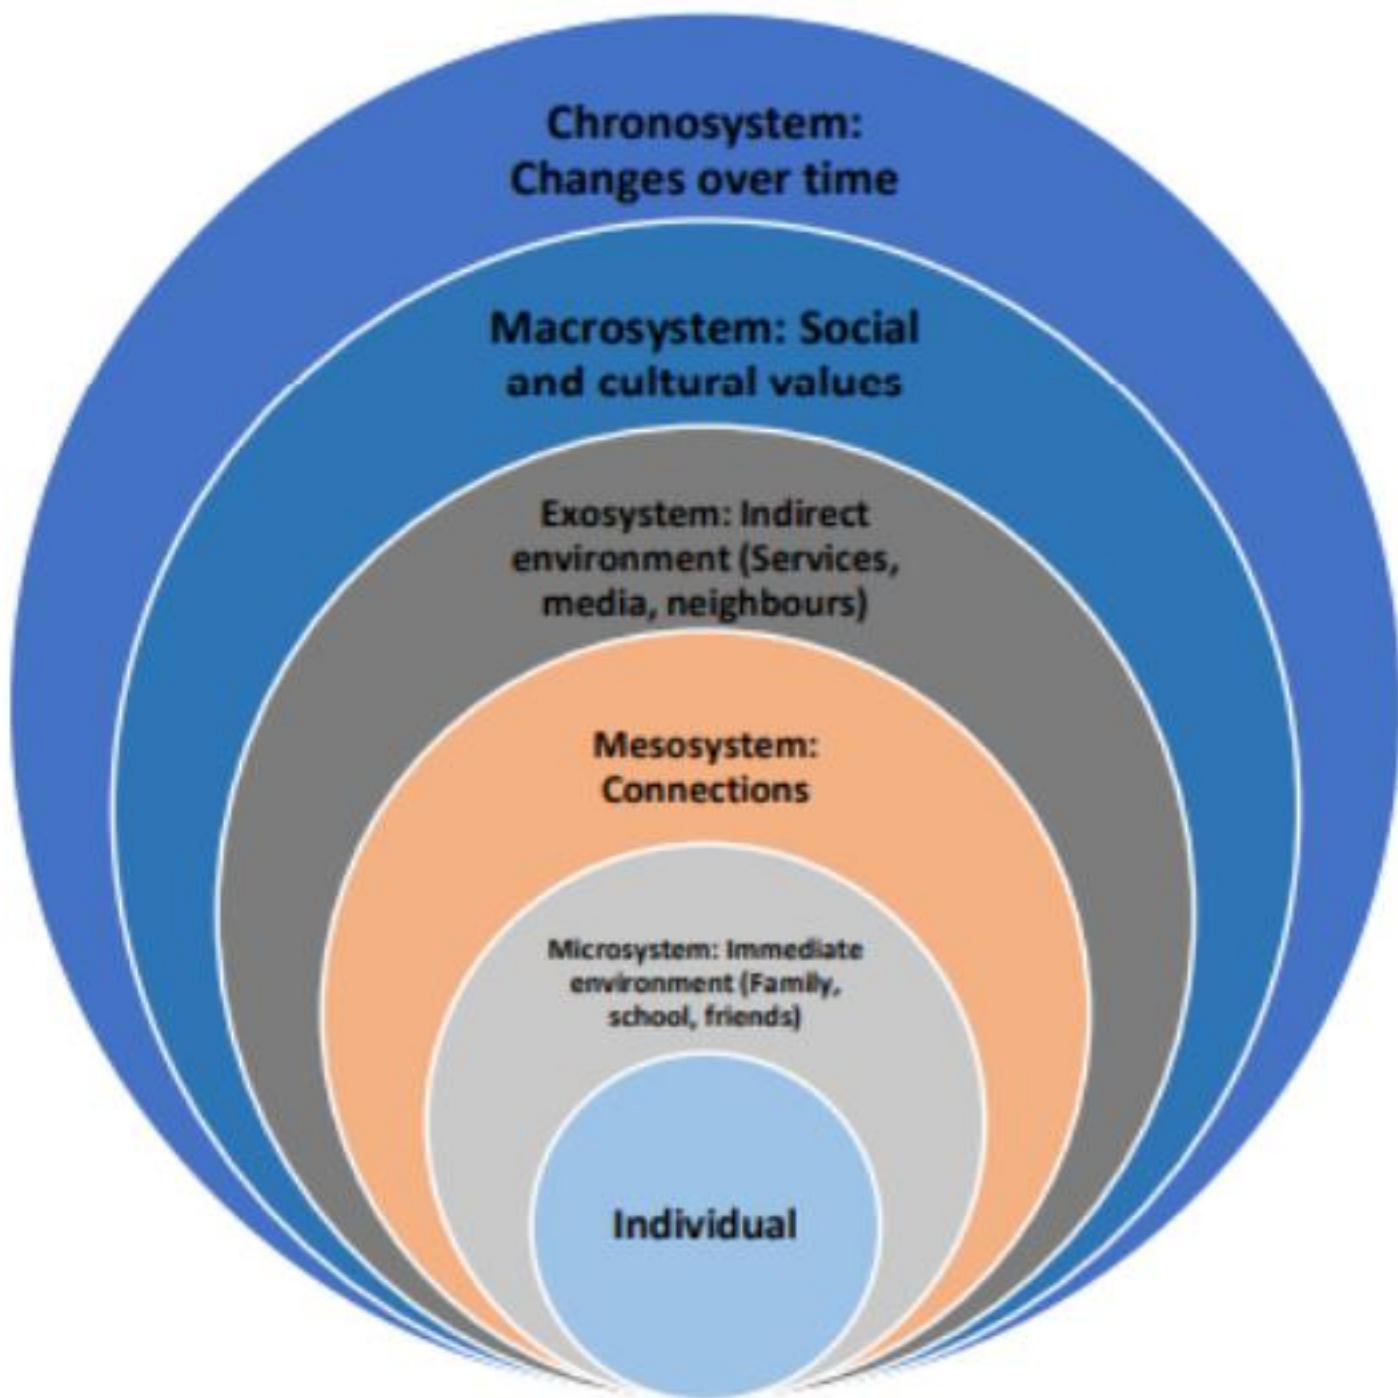 Chronosystem:
Changes over time
Macrosystem: Social
and cultural values
Exosystem: Indirect
environment (Services,
media, neighbours)
Mesosystem:
Connections
Microsystem: Immediate
environment (Family,
school, friends)
Individual